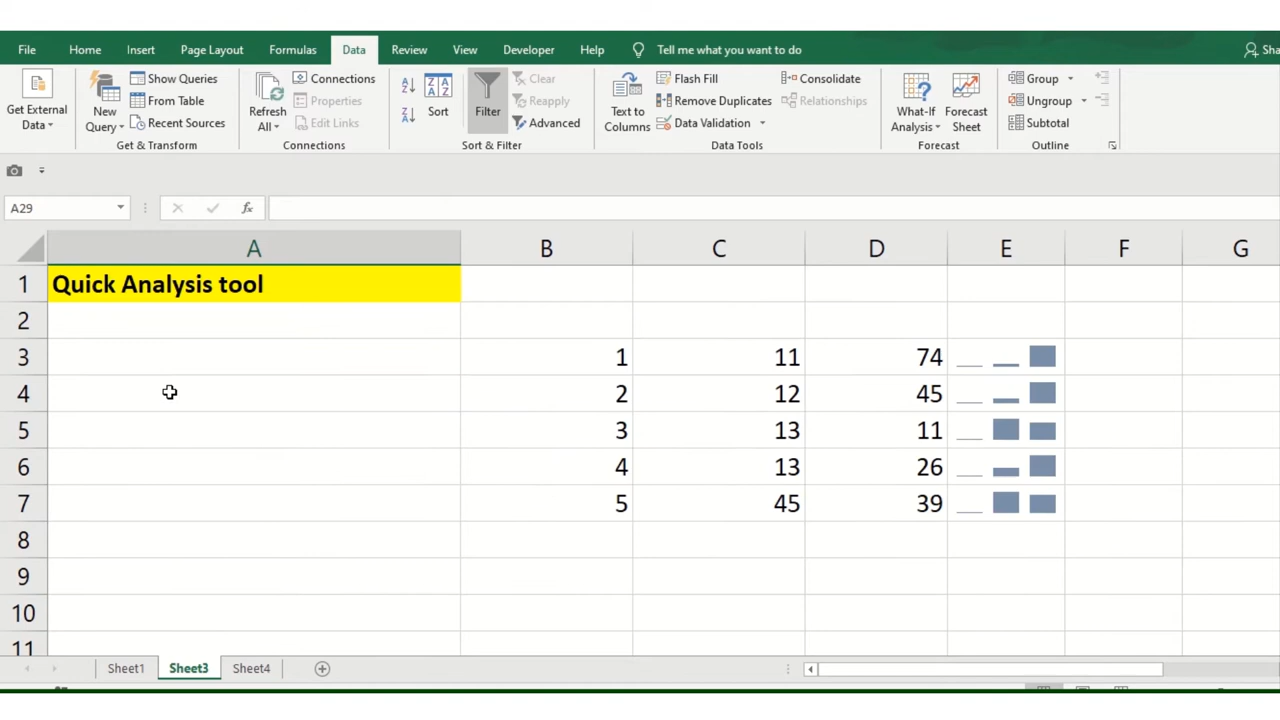 File Home Insert Page Layout Formulas Data Review View Developer Help Tell me what you want to do
Get External Data
New Query
Show Queries
From Table
Recent Sources
Get & Transform
Refresh All
Connections
Properties
Edit Links
Connections
Sort
Filter
Clear
Reapply
Advanced
Sort & Filter
Text to Columns
Flash Fill
Remove Duplicates
Data Validation
Consolidate
Relationships
Data Tools
What-If Analysis
Forecast Sheet
Forecast
Group
Ungroup
Subtotal
Outline
A29 fx
A B C D E F G
1 Quick Analysis tool
2
3 1 11 74
4 2 12 45
5 3 13 11
6 4 13 26
7 5 45 39
8
9
10
11
Sheet1 Sheet3 Sheet4